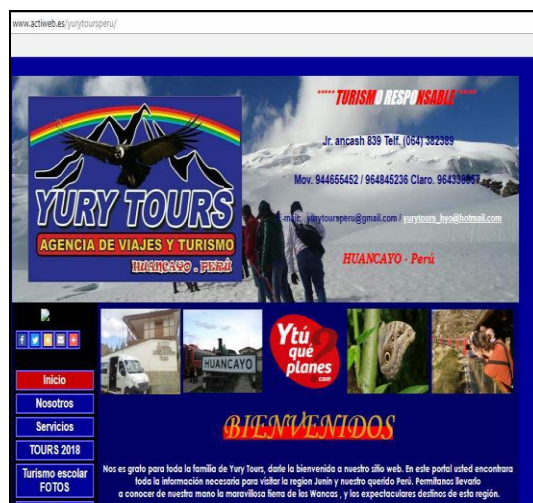 www.actiweb.es/yurytoursperu/
***** TURISMO RESPONSABLE *****
Jr. ancash 839 Telf. (064) 382389
Mov. 944655452 / 964845236 Claro. 964338957
E-mail: yurytoursperu@gmail.com / yurytours_hyo@hotmail.com
HUANCAYO - Perú
YURY TOURS
AGENCIA DE VIAJES Y TURISMO
HUANCAYO - PERÚ
HUANCAYO
Ytú
qué
planes
?
.com
Inicio
Nosotros
Servicios
TOURS 2018
Turismo escolar
FOTOS
BIENVENIDOS
Nos es grato para toda la familia de Yury Tours, darle la bienvenida a nuestro sitio web. En este portal usted encontrara
toda la información necesaria para visitar la region Junín y nuestro querido Perú. Permitanos llevarlo
a conocer de nuestra mano la maravillosa tierra de los Wancas , y los expectaculares destinos de esta región.